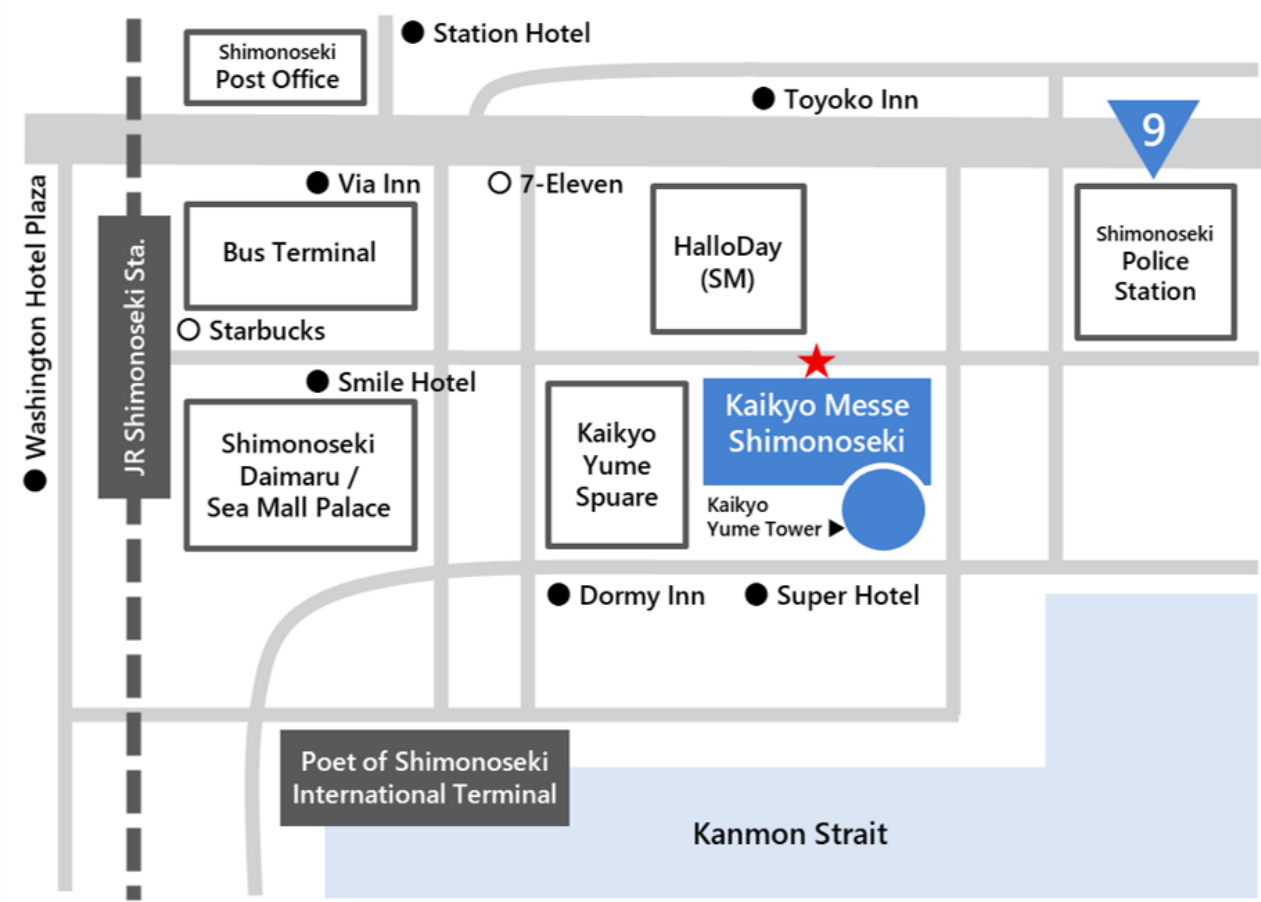 Station Hotel
Shimonoseki
Post Office
Toyoko Inn
9
Via Inn
7-Eleven
Washington Hotel Plaza
JR Shimonoseki Sta.
Bus Terminal
HalloDay
(SM)
Shimonoseki
Police
Station
Starbucks
Smile Hotel
Kaikyo Messe
Shimonoseki
Shimonoseki
Daimaru /
Sea Mall Palace
Kaikyo
Yume
Spuare
Kaikyo
Yume Tower ▶
Dormy Inn
Super Hotel
Poet of Shimonoseki
International Terminal
Kanmon Strait